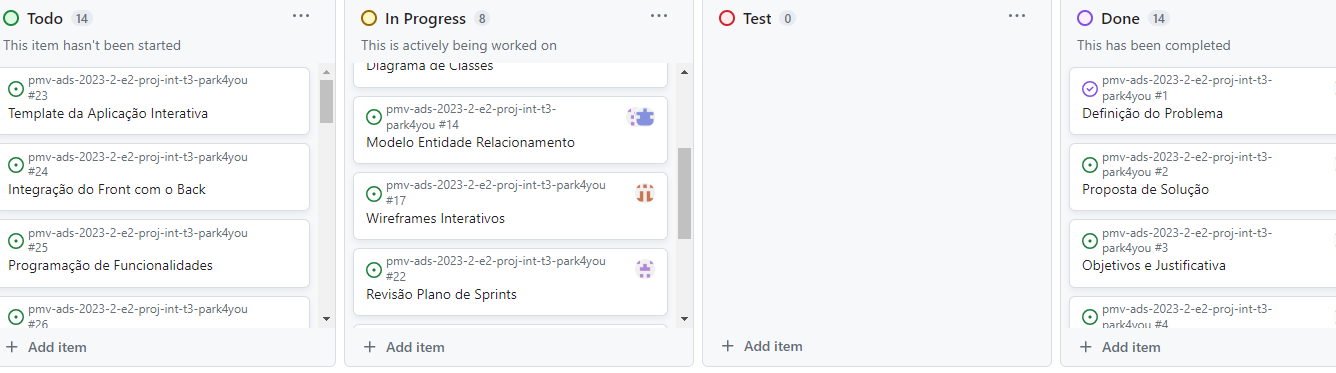 Todo 14
This item hasn't been started
pmv-ads-2023-2-e2-proj-int-t3-park4you
#23
Template da Aplicação Interativa
pmv-ads-2023-2-e2-proj-int-t3-park4you
#24
Integração do Front com o Back
pmv-ads-2023-2-e2-proj-int-t3-park4you
#25
Programação de Funcionalidades
pmv-ads-2023-2-e2-proj-int-t3-park4you
#26
Add item
In Progress 8
This is actively being worked on
Diagrama de Classes
pmv-ads-2023-2-e2-proj-int-t3-
park4you #14
Modelo Entidade Relacionamento
pmv-ads-2023-2-e2-proj-int-t3-park4you
#17
Wireframes Interativos
pmv-ads-2023-2-e2-proj-int-t3-park4you
#22
Revisão Plano de Sprints
Add item
Test 0
Add item
Done 14
This has been completed
pmv-ads-2023-2-e2-proj-int-t3-
park4you #1
Definição do Problema
pmv-ads-2023-2-e2-proj-int-t3-
park4you #2
Proposta de Solução
pmv-ads-2023-2-e2-proj-int-t3-
park4you #3
Objetivos e Justificativa
pmv-ads-2023-2-e2-proj-int-t3-
park4you #4
Add item